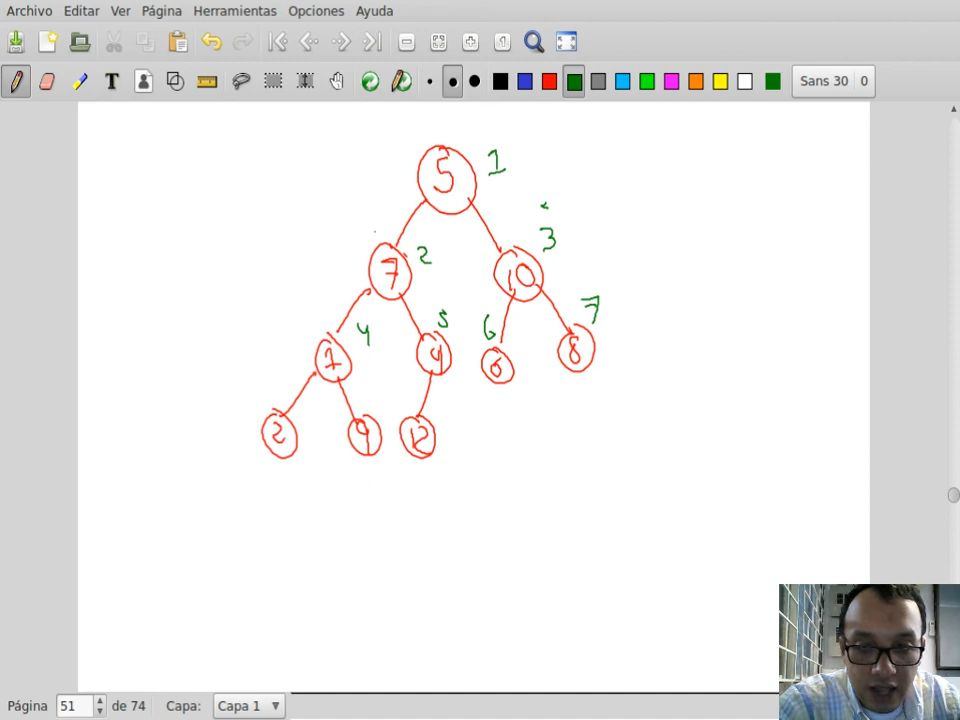 Archivo Editar Ver Página Herramientas Opciones Ayuda
T Sans 30 0
5 1
7 2 10 3
4 5 6 7
1 9 6 8
2 9 12
Página 51 de 74 Capa: Capa 1